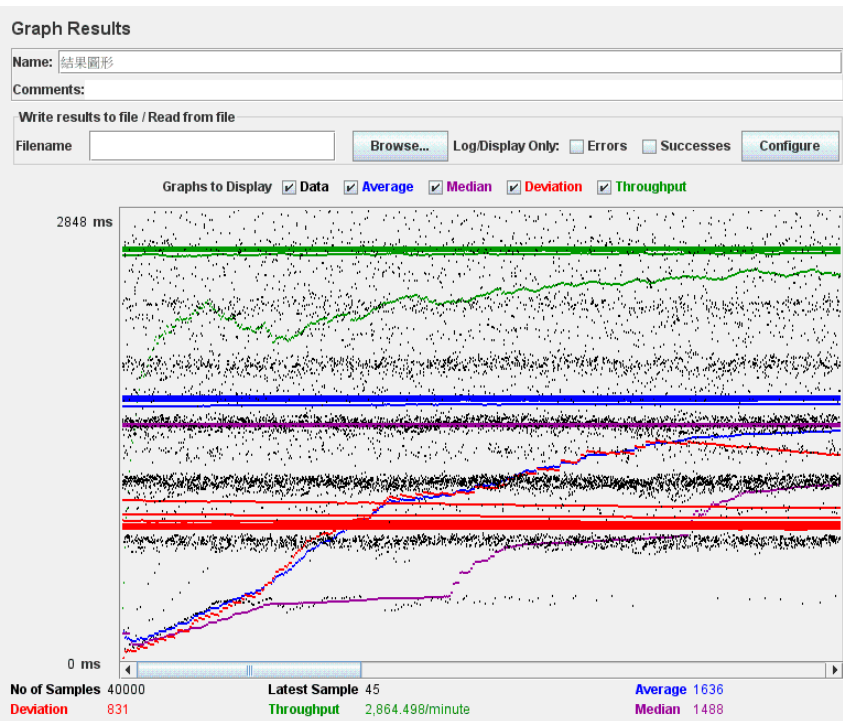 Graph Results
Name: 結果圖形
Comments:
Write results to file / Read from file
Filename Browse... Log/Display Only: Errors Successes Configure
Graphs to Display Data Average Median Deviation Throughput
2848 ms
0 ms
No of Samples 40000 Latest Sample 45 Average 1636
Deviation 831 Throughput 2,864.498/minute Median 1488